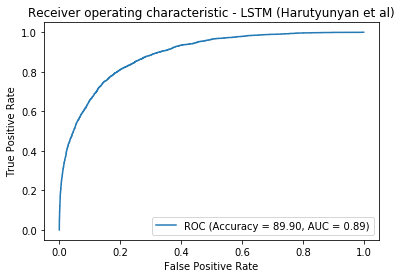 Receiver operating characteristic - LSTM (Harutyunyan et al)
True Positive Rate
1.0
0.8
0.6
0.4
0.2
0.0
ROC (Accuracy = 89.90, AUC = 0.89)
0.0 0.2 0.4 0.6 0.8 1.0
False Positive Rate